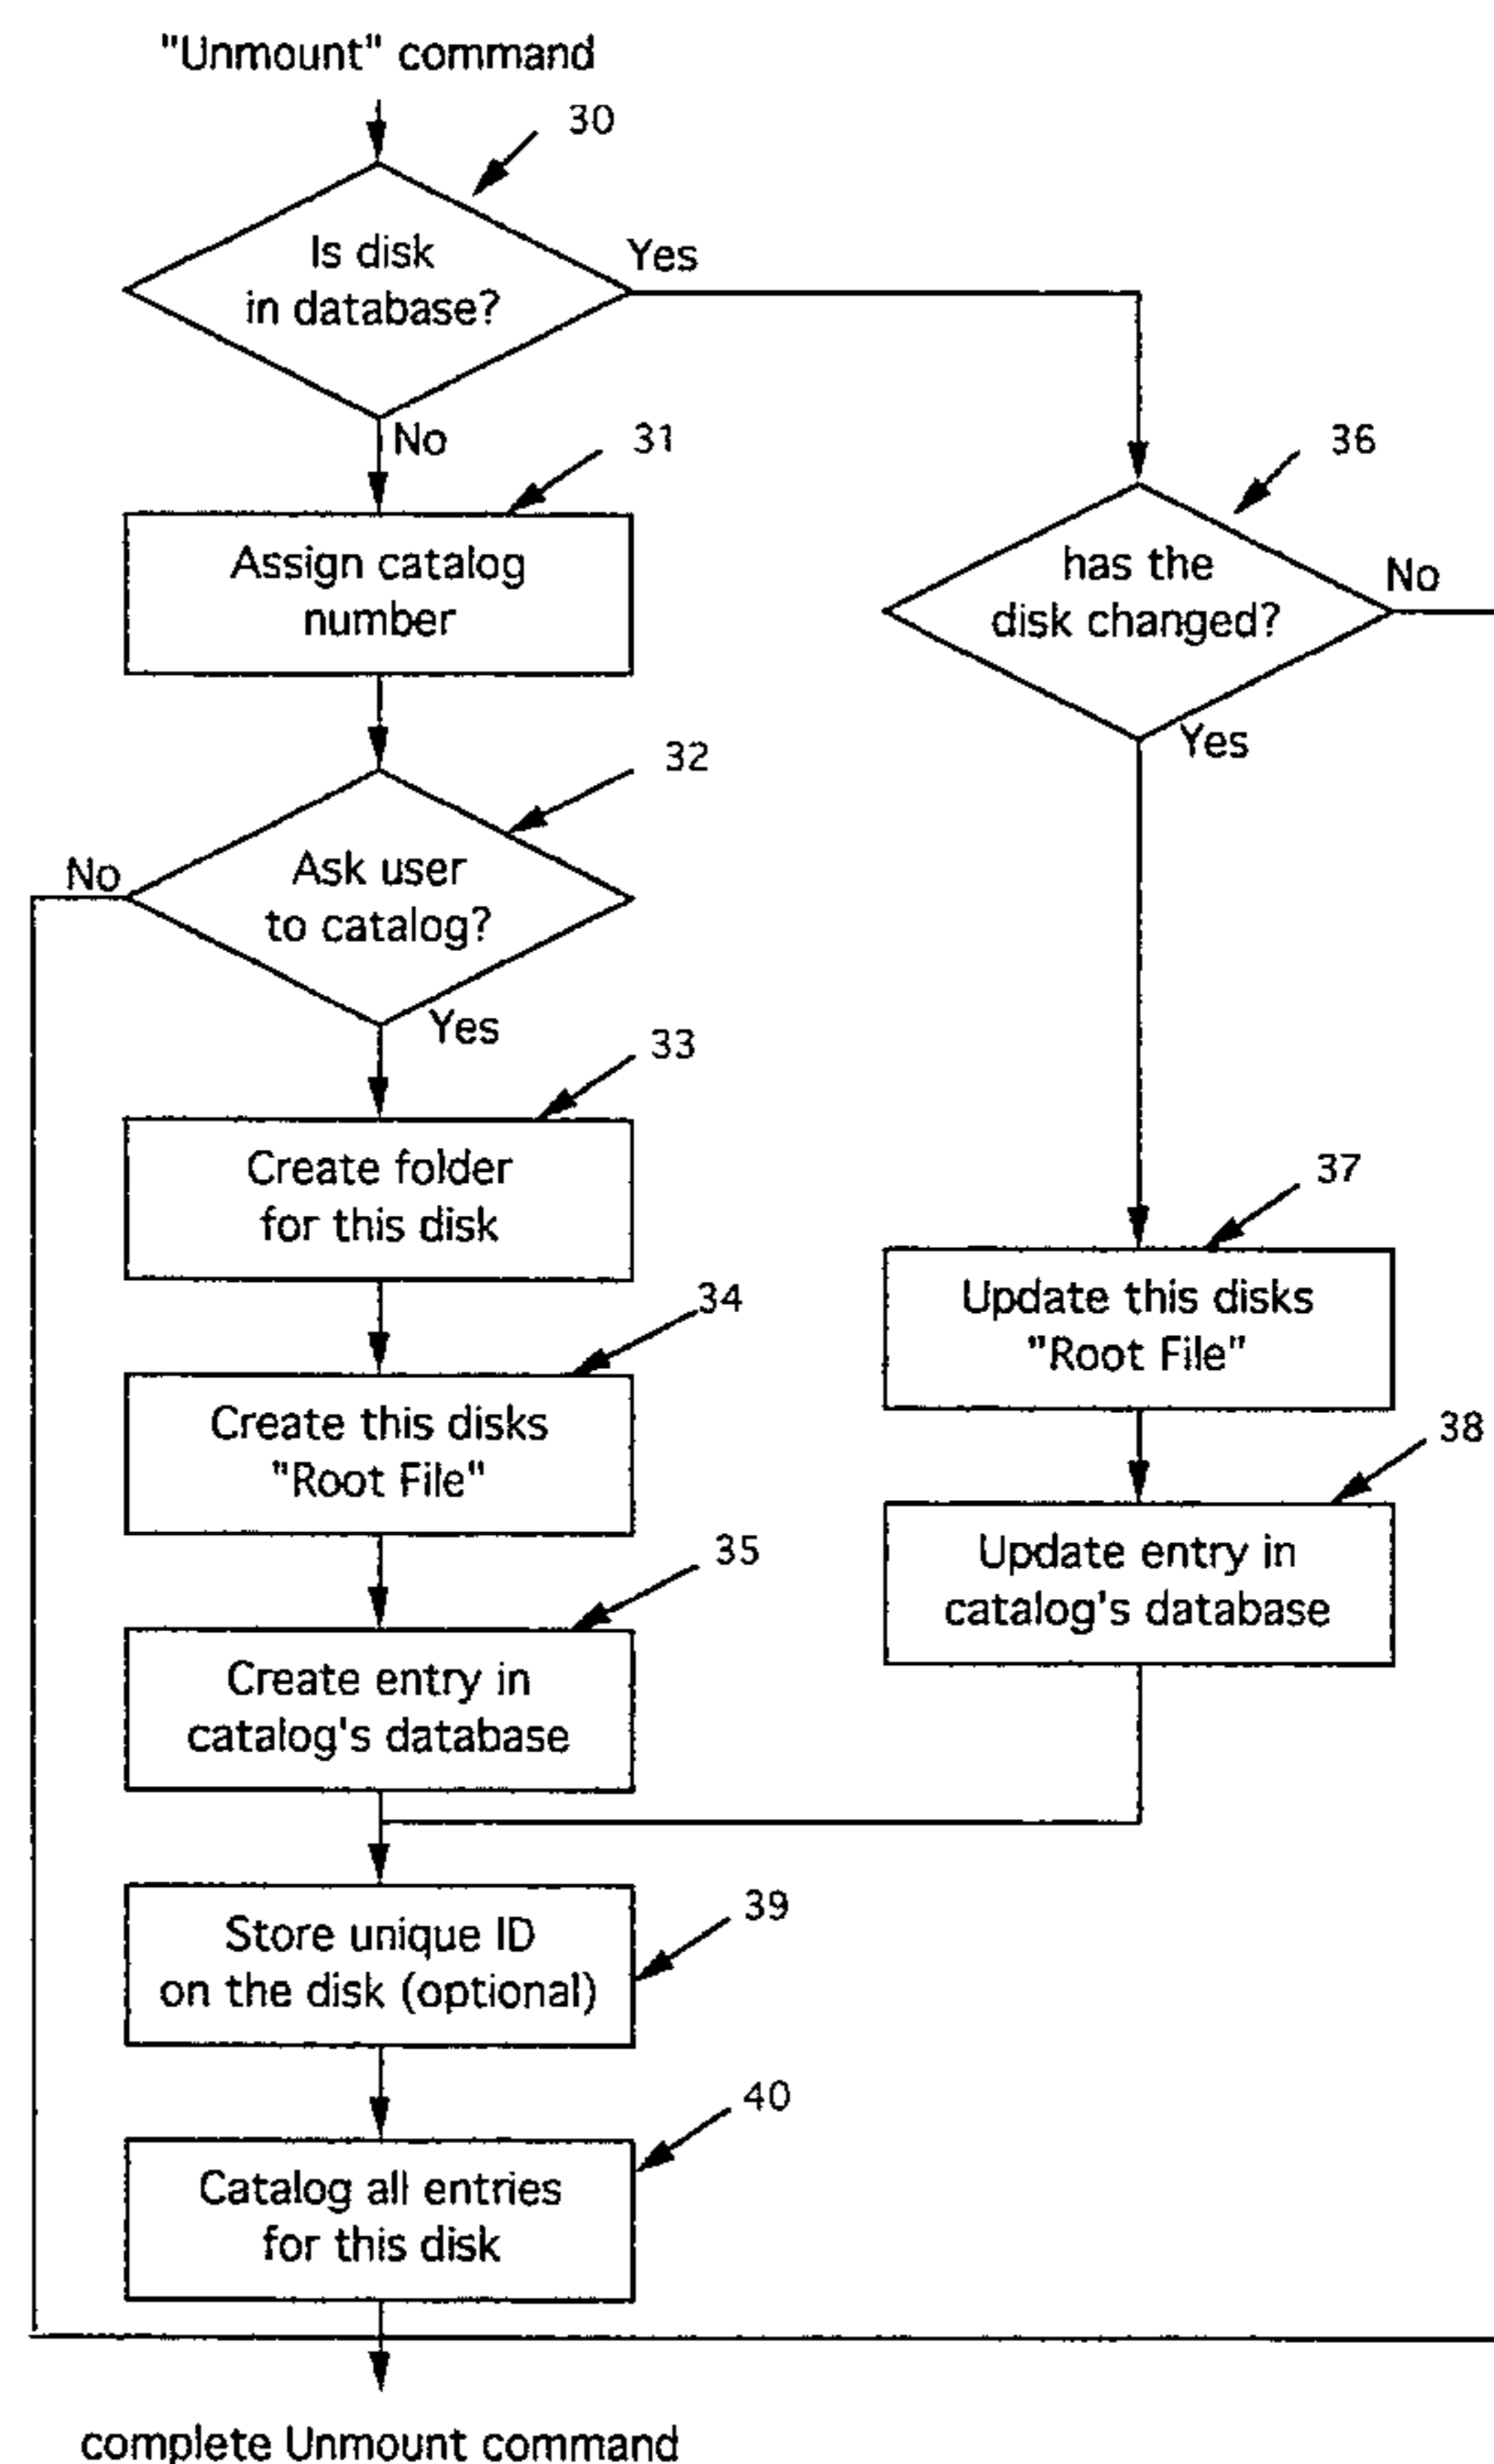 "Unmount" command
30
Is disk
in database?
Yes
No
31
Assign catalog
number
36
has the
disk changed?
No
Yes
32
Ask user
to catalog?
No
Yes
33
Create folder
for this disk
37
Update this disks
"Root File"
34
Create this disks
"Root File"
38
Update entry in
catalog's database
35
Create entry in
catalog's database
39
Store unique ID
on the disk (optional)
40
Catalog all entries
for this disk
complete Unmount command